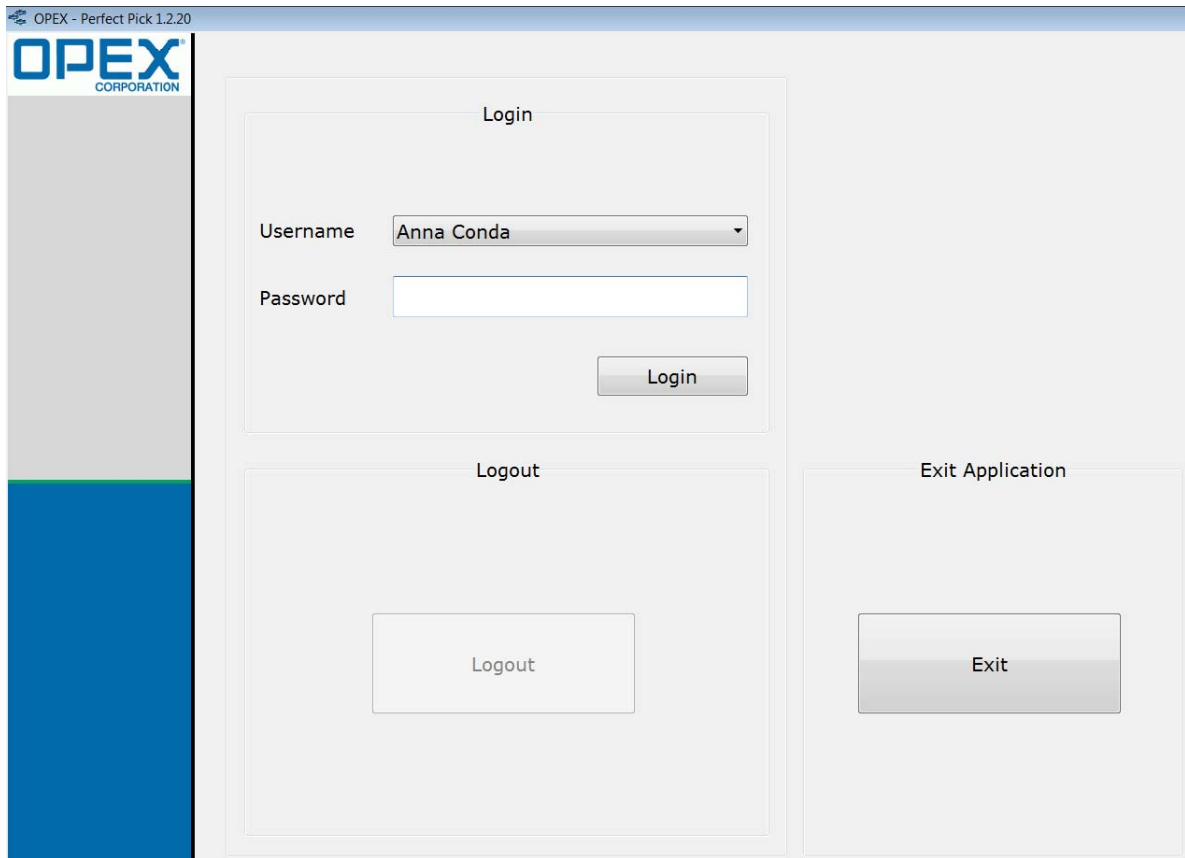 OPEX - Perfect Pick 1.2.20
OPEX
CORPORATION
Login
Username
Anna Conda
Password
Login
Logout
Logout
Exit Application
Exit